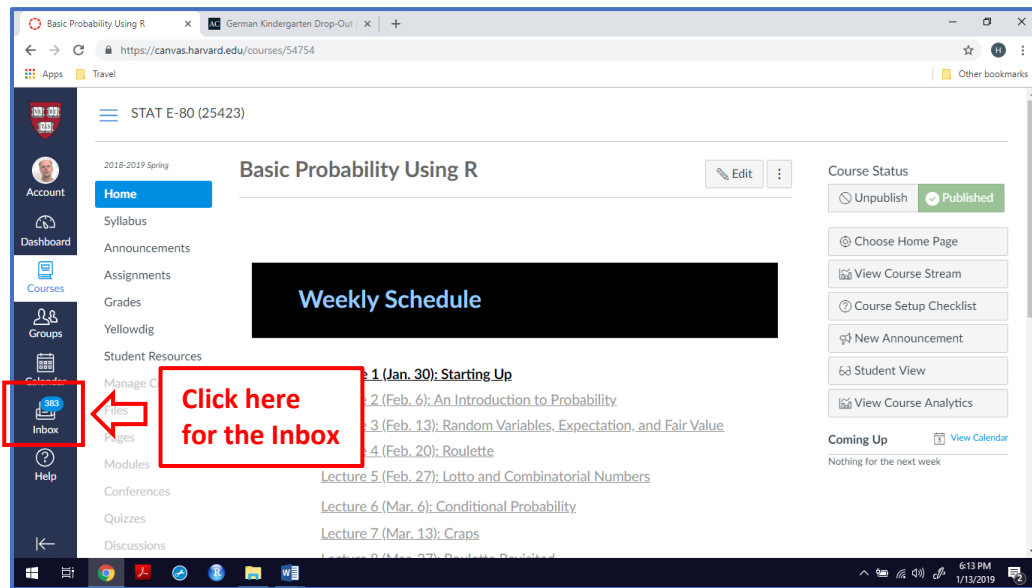 Basic Probability Using R
German Kindergarten Drop-Out
https://canvas.harvard.edu/courses/54754
H
Apps
Travel
Other bookmarks
STAT E-80 (25423)
Account
Dashboard
Courses
Groups
Calendar
383
Inbox
Help
2018-2019 Spring
Home
Syllabus
Announcements
Assignments
Grades
Yellowdig
Student Resources
Manage
Files
Pages
Modules
Conferences
Quizzes
Discussions
Click here
for the Inbox
Basic Probability Using R
Edit
Weekly Schedule
1 (Jan. 30): Starting Up
2 (Feb. 6): An Introduction to Probability
3 (Feb. 13): Random Variables, Expectation, and Fair Value
4 (Feb. 20): Roulette
Lecture 5 (Feb. 27): Lotto and Combinatorial Numbers
Lecture 6 (Mar. 6): Conditional Probability
Lecture 7 (Mar. 13): Craps
Lecture 8 (Mar. 27): Roulette Revisited
Course Status
Unpublish
Published
Choose Home Page
View Course Stream
Course Setup Checklist
New Announcement
Student View
View Course Analytics
Coming Up
View Calendar
Nothing for the next week
6:13 PM
1/13/2019